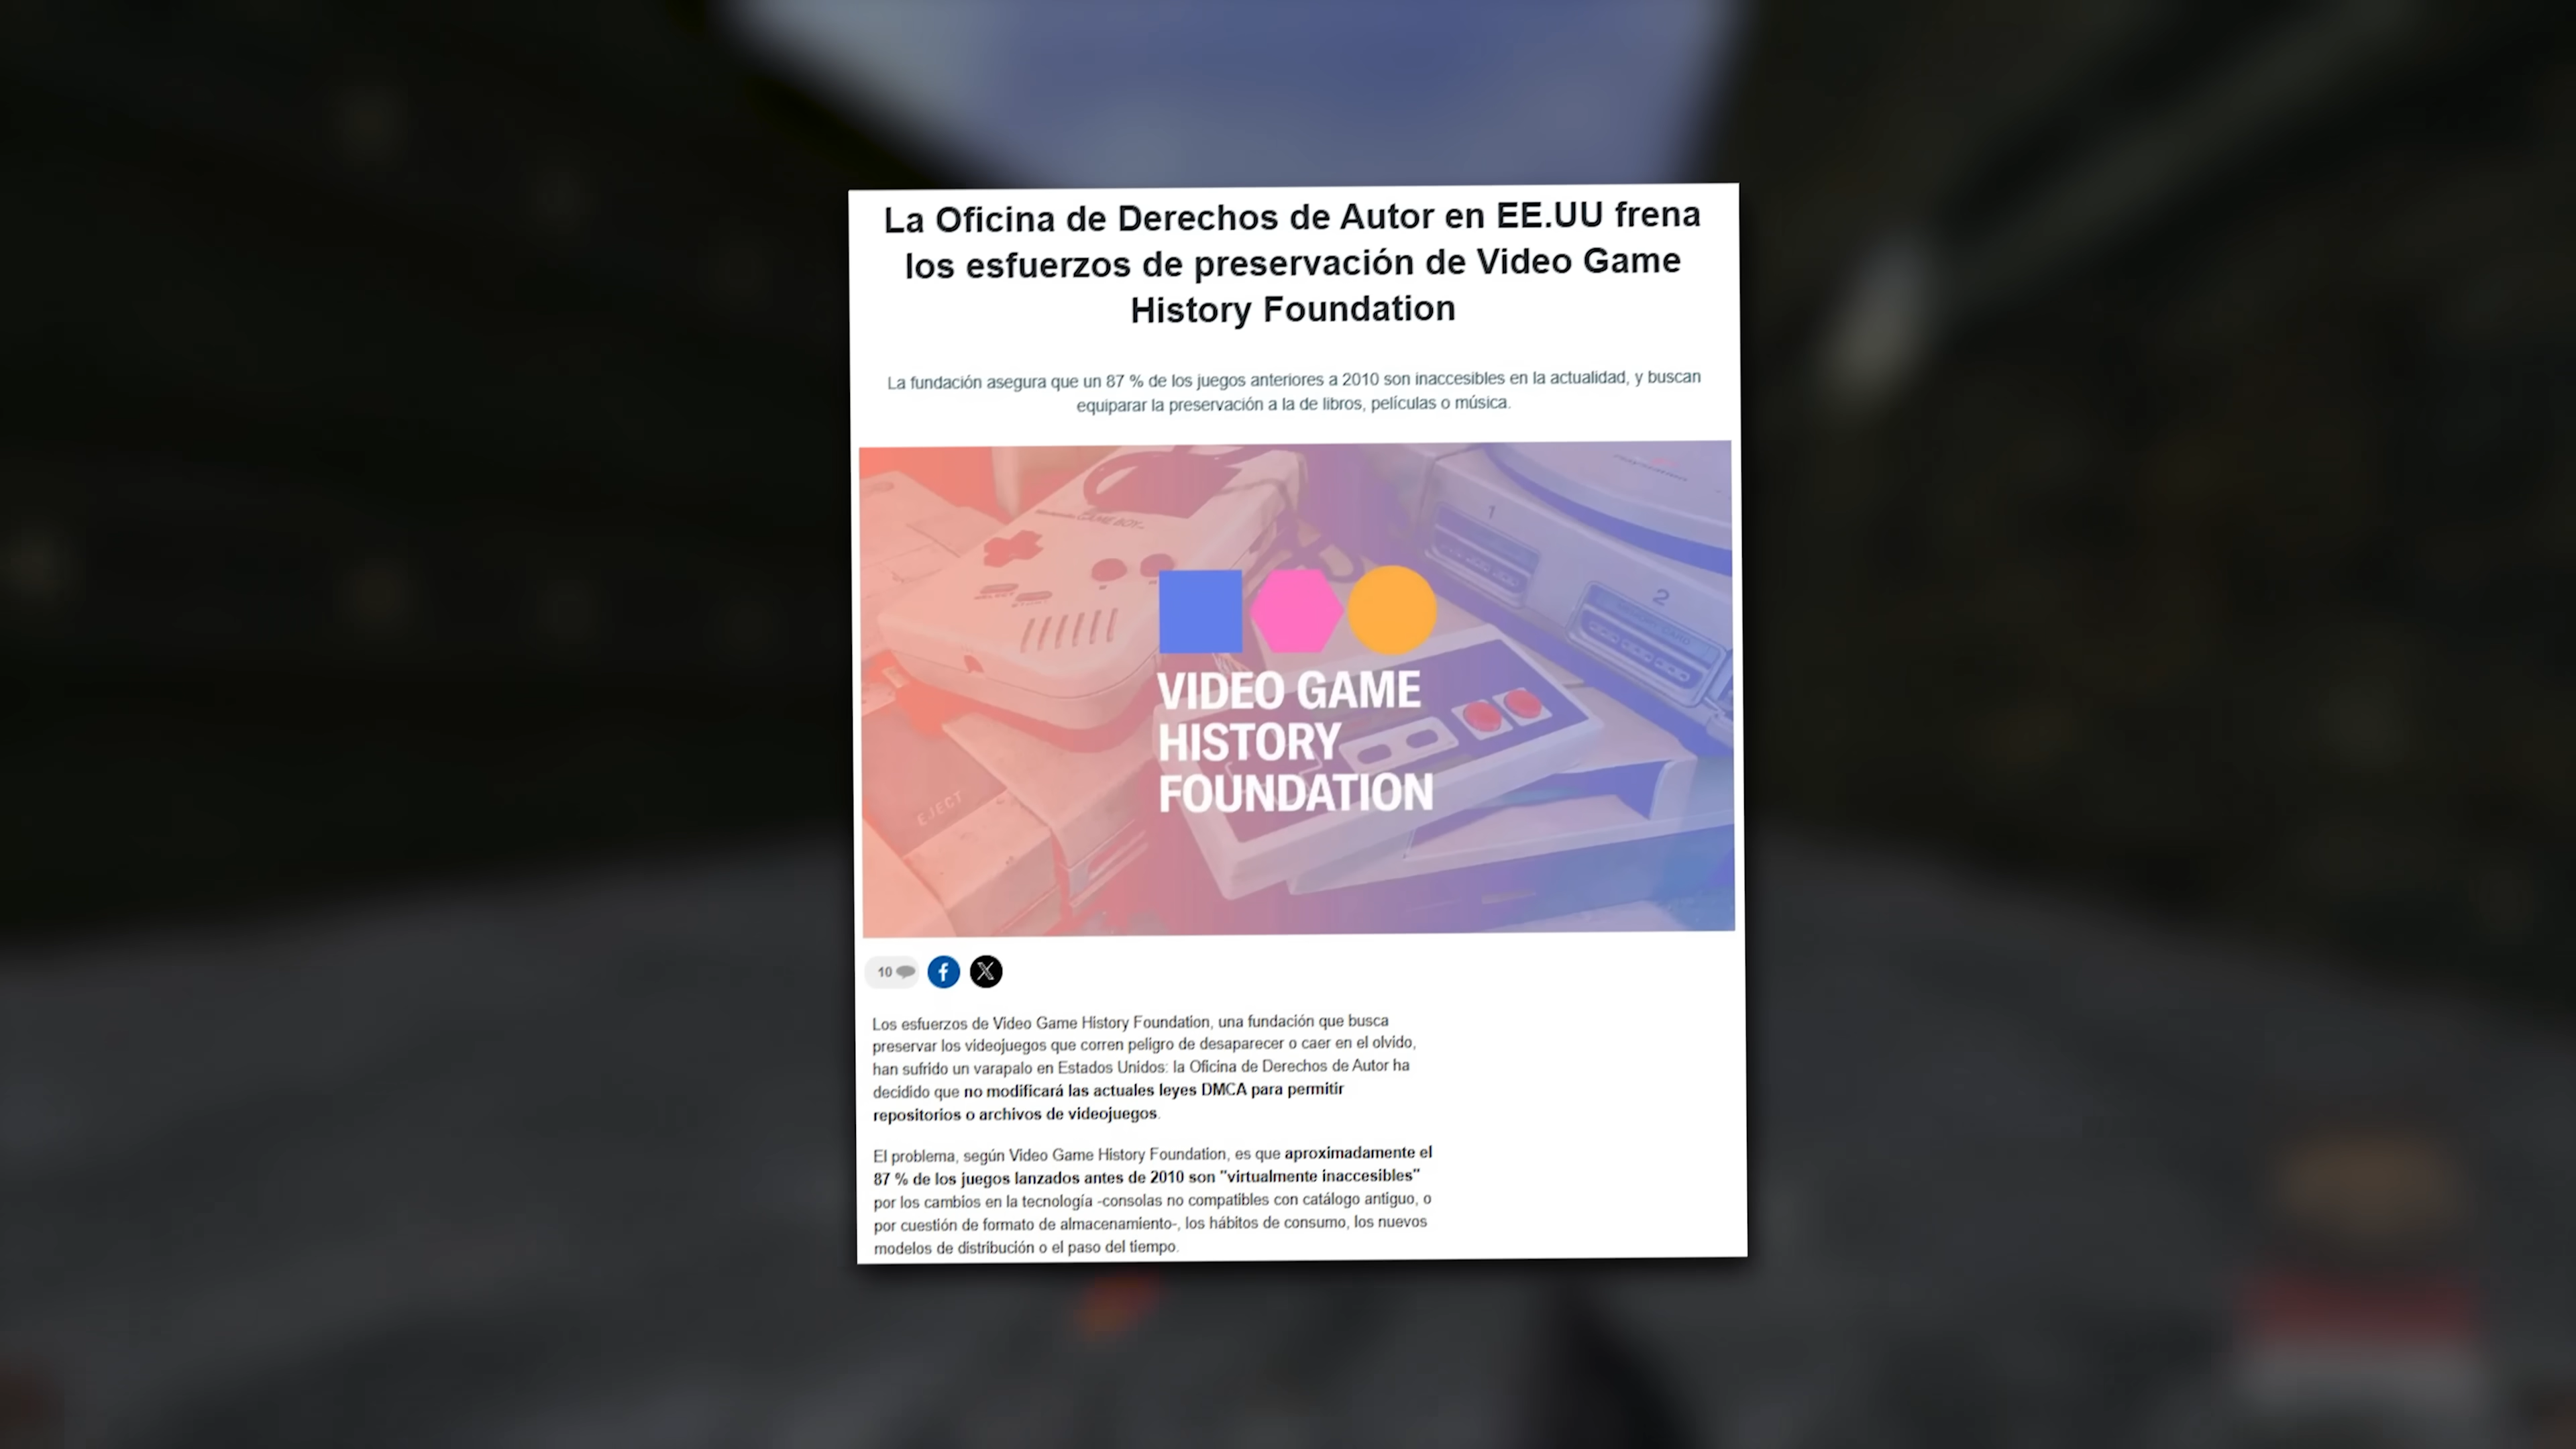 La Oficina de Derechos de Autor en EE.UU frena
los esfuerzos de preservación de Video Game
History Foundation
La fundación asegura que un 87 % de los juegos anteriores a 2010 son inaccesibles en la actualidad, y buscan
equiparar la preservación a la de libros, películas o música.
GAME BOY
1
2
VIDEO GAME
HISTORY
FOUNDATION
EJECT
10
Los esfuerzos de Video Game History Foundation, una fundación que busca
preservar los videojuegos que corren peligro de desaparecer o caer en el olvido,
han sufrido un varapalo en Estados Unidos: la Oficina de Derechos de Autor ha
decidido que no modificará las actuales leyes DMCA para permitir
repositorios o archivos de videojuegos.
El problema, según Video Game History Foundation, es que aproximadamente el
87 % de los juegos lanzados antes de 2010 son "virtualmente inaccesibles"
por los cambios en la tecnología -consolas no compatibles con catálogo antiguo, o
por cuestión de formato de almacenamiento-, los hábitos de consumo, los nuevos
modelos de distribución o el paso del tiempo.